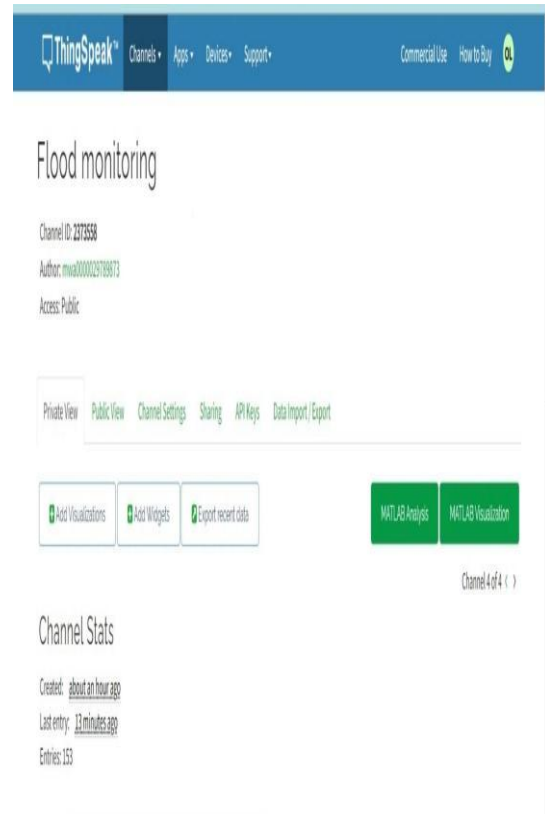 ThingSpeak™ Channels Apps Devices Support Commercial Use How to Buy OL
Flood monitoring
Channel ID: 2373558
Author: mwa0000029789873
Access: Public
Private View Public View Channel Settings Sharing API Keys Data Import / Export
Add Visualizations Add Widgets Export recent data MATLAB Analysis MATLAB Visualization
Channel 4 of 4 < >
Channel Stats
Created: about an hour ago
Last entry: 13 minutes ago
Entries: 153